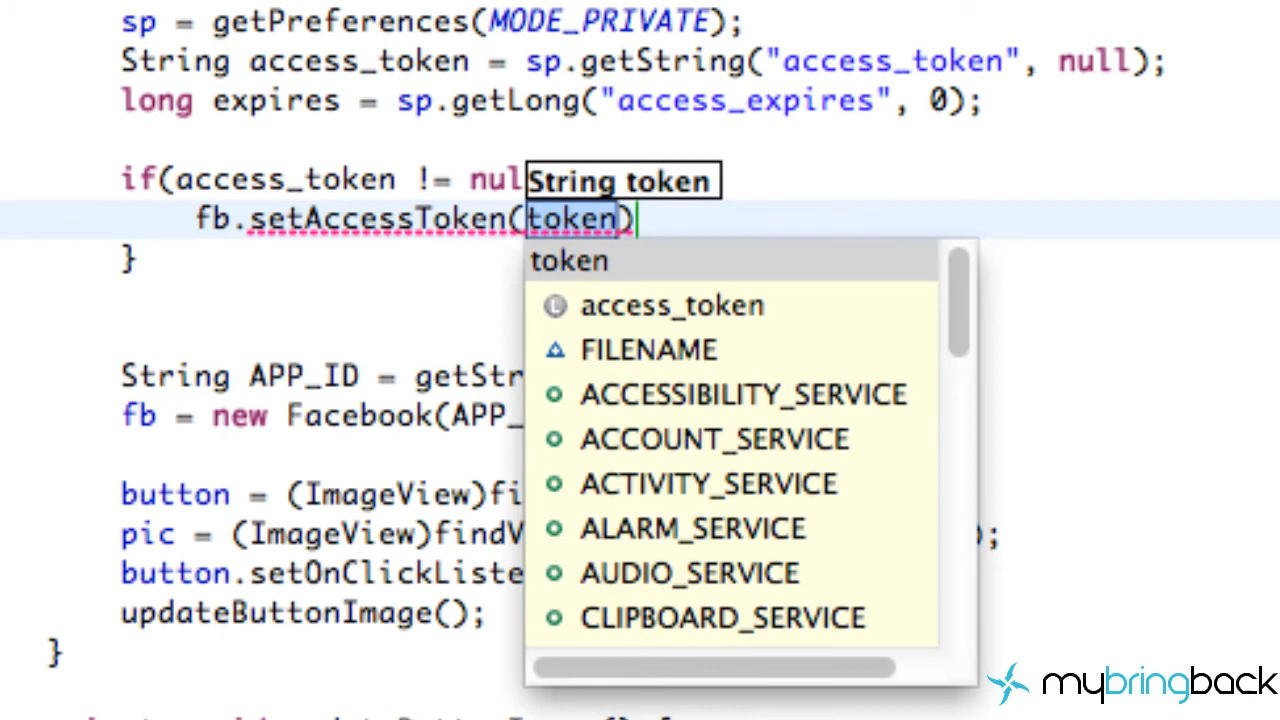 sp = getPreferences(MODE_PRIVATE);
String access_token = sp.getString("access_token", null);
long expires = sp.getLong("access_expires", 0);
if(access_token != nul
String token
fb.setAccessToken(token)
}
token
access_token
FILENAME
ACCESSIBILITY_SERVICE
ACCOUNT_SERVICE
ACTIVITY_SERVICE
ALARM_SERVICE
AUDIO_SERVICE
CLIPBOARD_SERVICE
String APP_ID = getStr
fb = new Facebook(APP_
button = (ImageView)fi
pic = (ImageView)findV
button.setOnClickListe
updateButtonImage();
}
mybringback